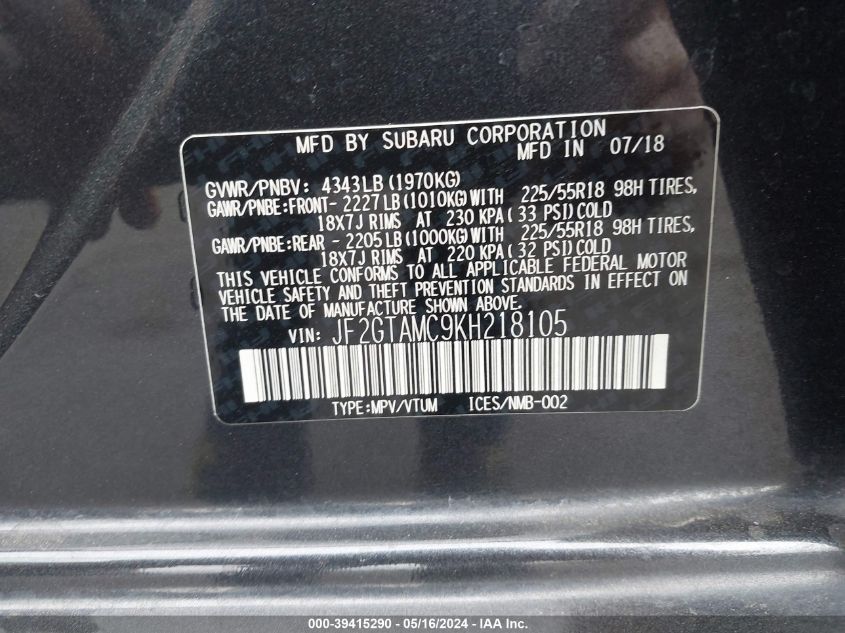 MFD BY SUBARU CORPORATION
MFD IN 07/18
GVWR/PNBV: 4343LB (1970KG)
GAWR/PNBE:FRONT- 2227LB (1010KG)WITH 225/55R18 98H TIRES,
18X7J RIMS AT 230 KPA( 33 PSI)COLD
GAWR/PNBE:REAR - 2205LB (1000KG)WITH 225/55R18 98H TIRES,
18X7J RIMS AT 220 KPA( 32 PSI)COLD
THIS VEHICLE CONFORMS TO ALL APPLICABLE FEDERAL MOTOR
VEHICLE SAFETY AND THEFT PREVENTION STANDARDS IN EFFECT ON
THE DATE OF MANUFACTURE SHOWN ABOVE.
VIN: JF2GTAMC9KH218105
TYPE:MPV/VTUM ICES/NMB-002
000-39415290 - 05/16/2024 - IAAI.com